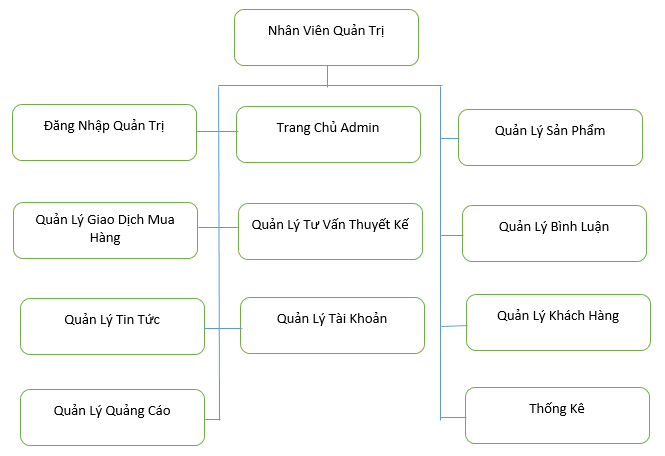 Nhân Viên Quản Trị
Đăng Nhập Quản Trị
Trang Chủ Admin
Quản Lý Sản Phẩm
Quản Lý Giao Dịch Mua
Hàng
Quản Lý Tư Vấn Thuyết Kế
Quản Lý Bình Luận
Quản Lý Tin Tức
Quản Lý Tài Khoản
Quản Lý Khách Hàng
Quản Lý Quảng Cáo
Thống Kê